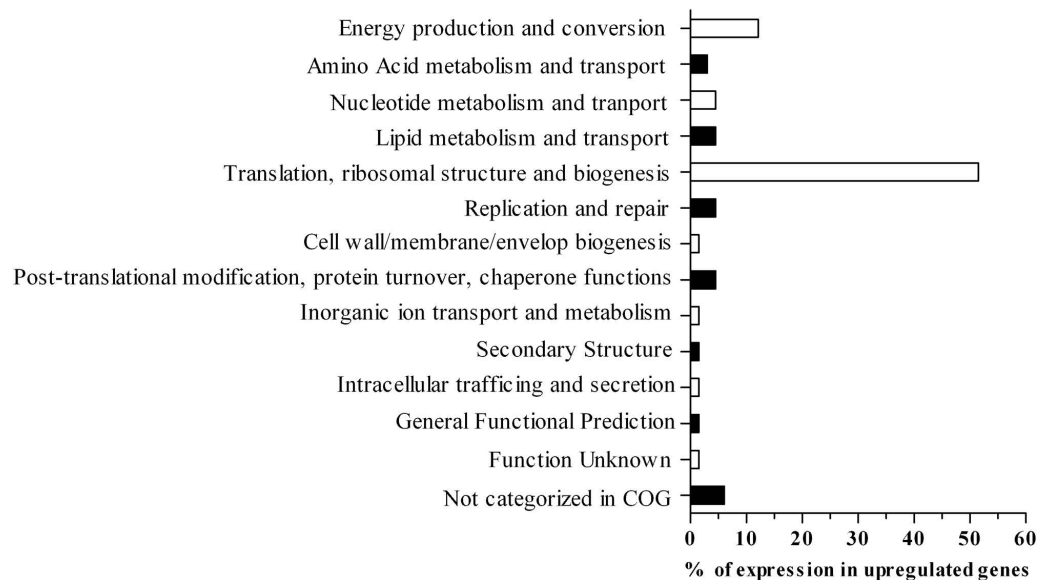 Energy production and conversion
Amino Acid metabolism and transport
Nucleotide metabolism and tranport
Lipid metabolism and transport
Translation, ribosomal structure and biogenesis
Replication and repair
Cell wall/membrane/envelop biogenesis
Post-translational modification, protein turnover, chaperone functions
Inorganic ion transport and metabolism
Secondary Structure
Intracellular trafficing and secretion
General Functional Prediction
Function Unknown
Not categorized in COG
0 10 20 30 40 50 60
% of expression in upregulated genes